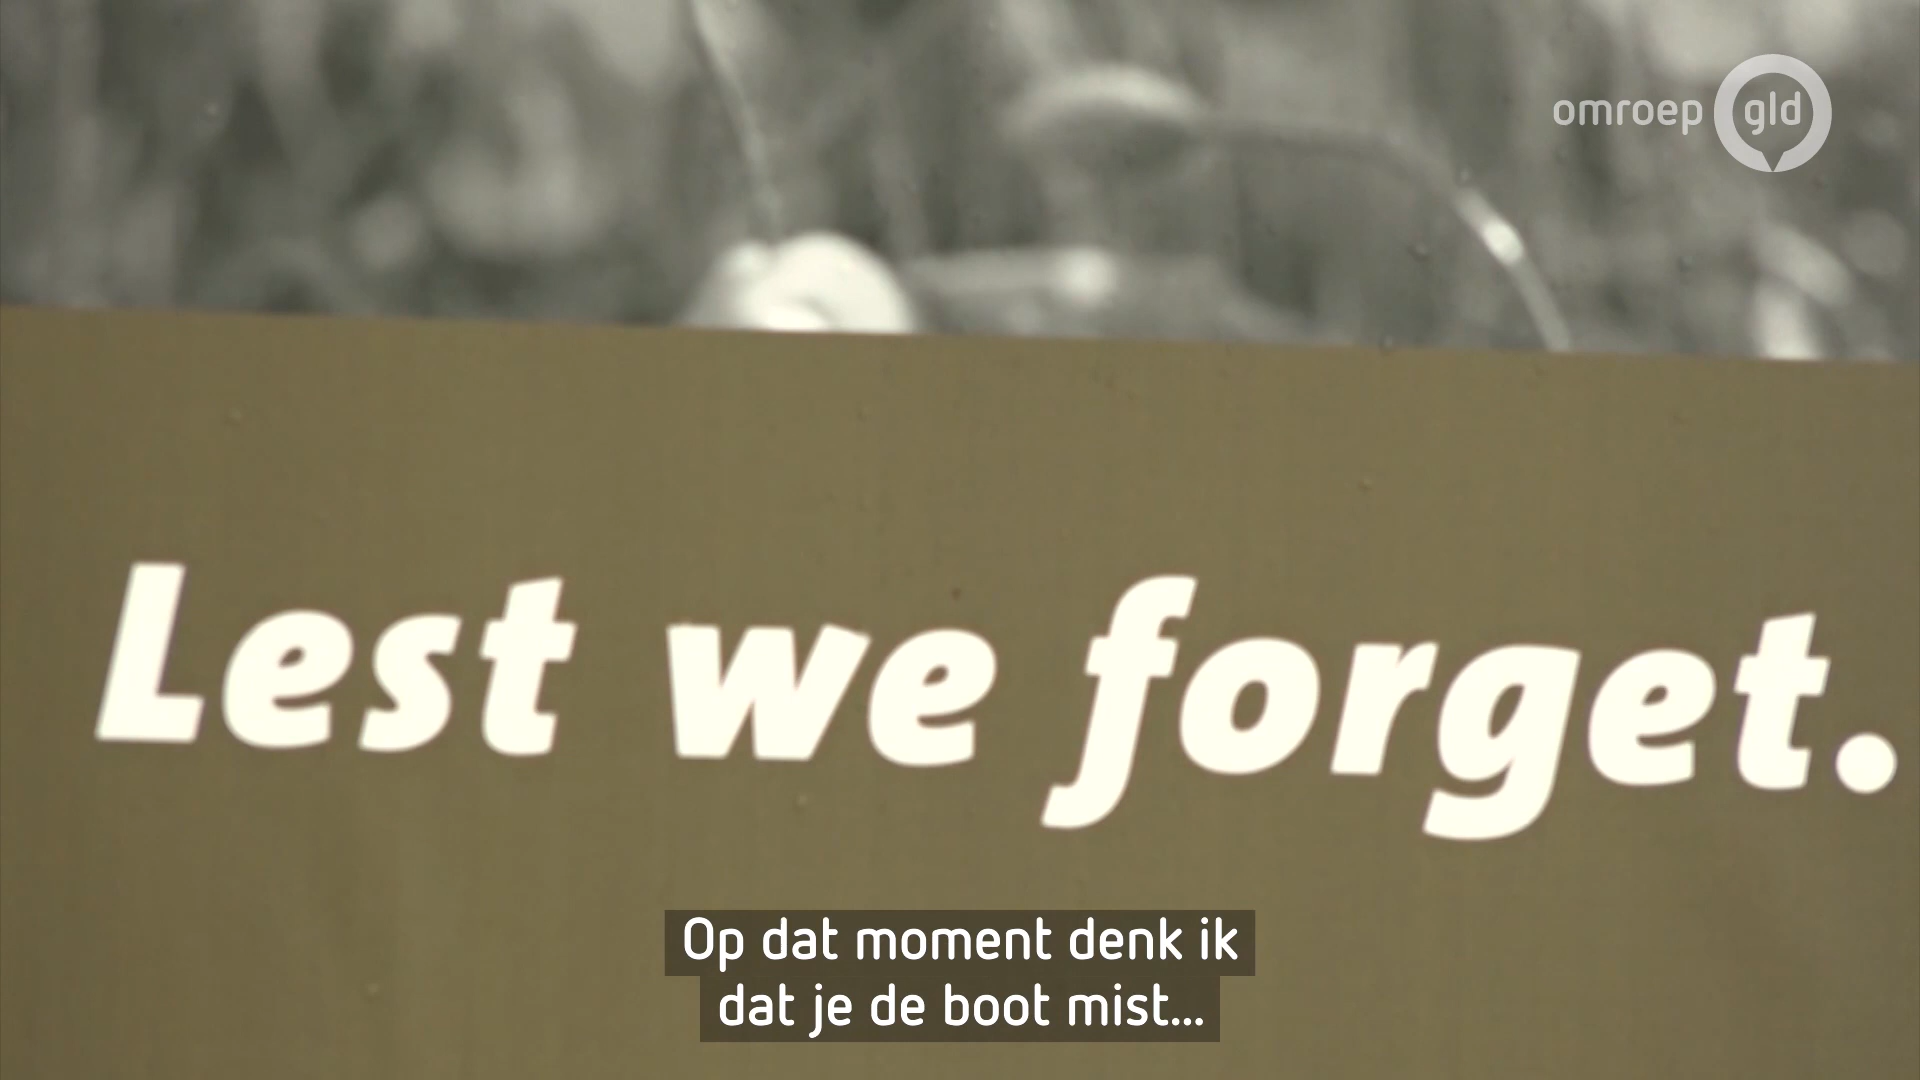 omroep gld
Lest we forget.
Op dat moment denk ik
dat je de boot mist...